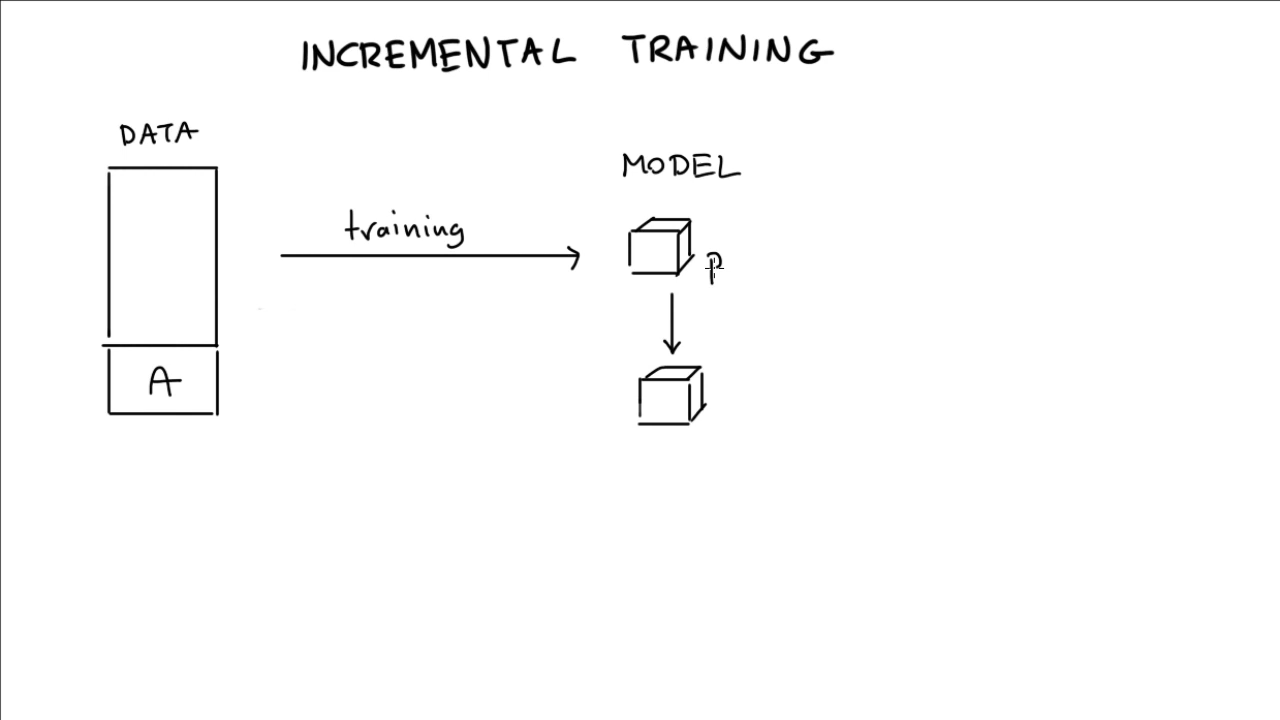 INCREMENTAL TRAINING
DATA
MODEL
training
p
A